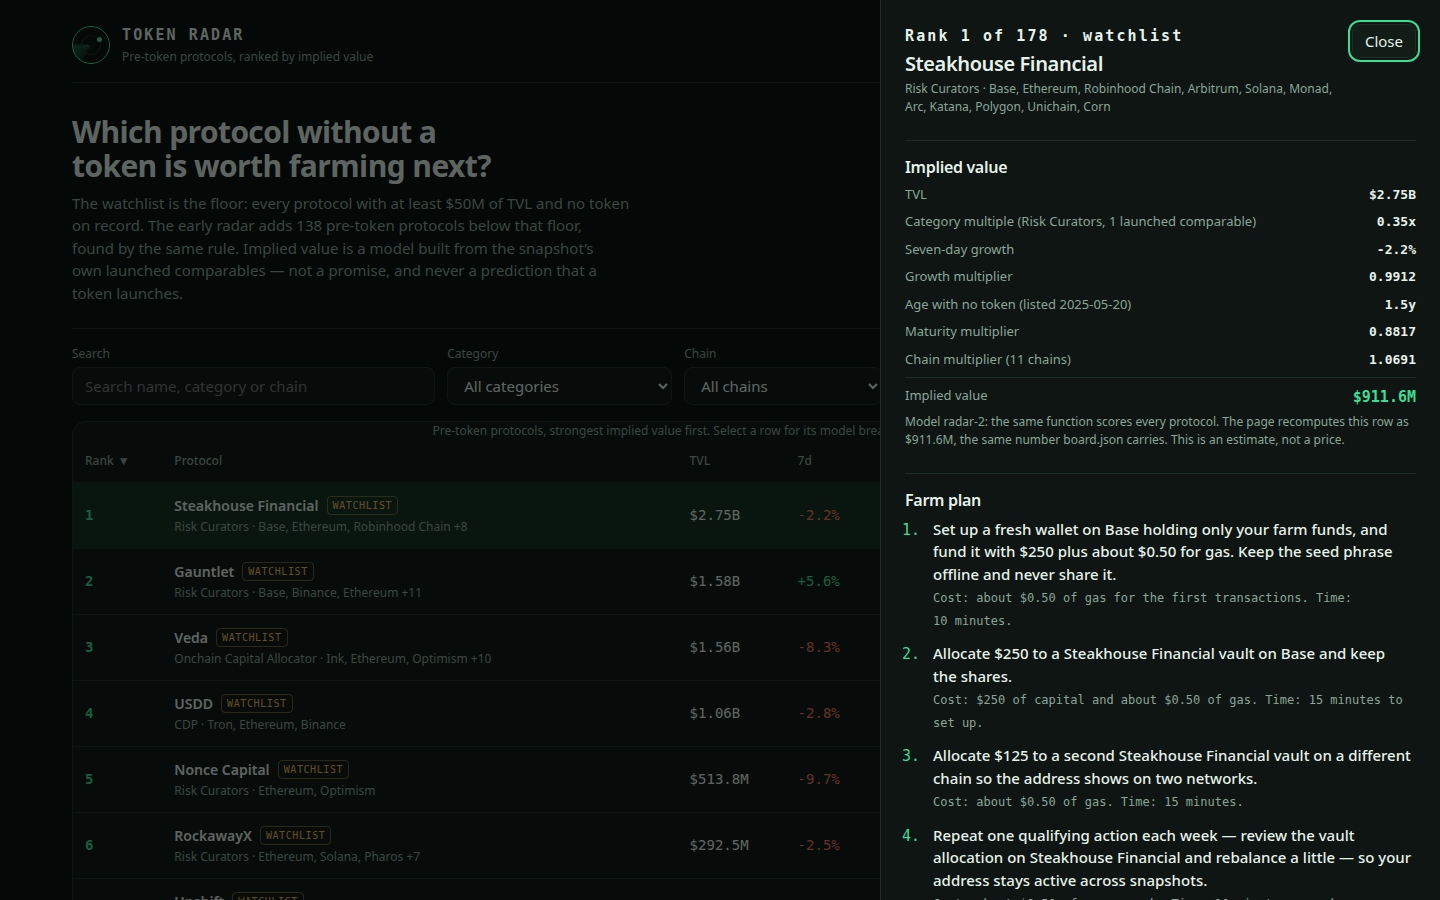 TOKEN RADAR
Pre-token protocols, ranked by implied value
Which protocol without a
token is worth farming next?
The watchlist is the floor: every protocol with at least $50M of TVL and no token
on record. The early radar adds 138 pre-token protocols below that floor,
found by the same rule. Implied value is a model built from the snapshot's
own launched comparables — not a promise, and never a prediction that a
token launches.
Search
Category
Chain
Search name, category or chain
All categories
All chains
Pre-token protocols, strongest implied value first. Select a row for its model
Rank ▼
Protocol
TVL
7d
1
Steakhouse Financial
WATCHLIST
Risk Curators · Base, Ethereum, Robinhood Chain +8
$2.75B
-2.2%
2
Gauntlet
WATCHLIST
Risk Curators · Base, Binance, Ethereum +11
$1.58B
+5.6%
3
Veda
WATCHLIST
Onchain Capital Allocator · Ink, Ethereum, Optimism +10
$1.56B
-8.3%
4
USDD
WATCHLIST
CDP · Tron, Ethereum, Binance
$1.06B
-2.8%
5
Nonce Capital
WATCHLIST
Risk Curators · Ethereum, Optimism
$513.8M
-9.7%
6
RockawayX
WATCHLIST
Risk Curators · Ethereum, Solana, Pharos +7
$292.5M
-2.5%
Rank 1 of 178 · watchlist
Close
Steakhouse Financial
Risk Curators · Base, Ethereum, Robinhood Chain, Arbitrum, Solana, Monad,
Arc, Katana, Polygon, Unichain, Corn
Implied value
TVL
$2.75B
Category multiple (Risk Curators, 1 launched comparable)
0.35x
Seven-day growth
-2.2%
Growth multiplier
0.9912
Age with no token (listed 2025-05-20)
1.5y
Maturity multiplier
0.8817
Chain multiplier (11 chains)
1.0691
Implied value
$911.6M
Model radar-2: the same function scores every protocol. The page recomputes this row as
$911.6M, the same number board.json carries. This is an estimate, not a price.
Farm plan
1. Set up a fresh wallet on Base holding only your farm funds, and
fund it with $250 plus about $0.50 for gas. Keep the seed phrase
offline and never share it.
Cost: about $0.50 of gas for the first transactions. Time:
10 minutes.
2. Allocate $250 to a Steakhouse Financial vault on Base and keep
the shares.
Cost: $250 of capital and about $0.50 of gas. Time: 15 minutes to
set up.
3. Allocate $125 to a second Steakhouse Financial vault on a different
chain so the address shows on two networks.
Cost: about $0.50 of gas. Time: 15 minutes.
4. Repeat one qualifying action each week — review the vault
allocation on Steakhouse Financial and rebalance a little — so your
address stays active across snapshots.